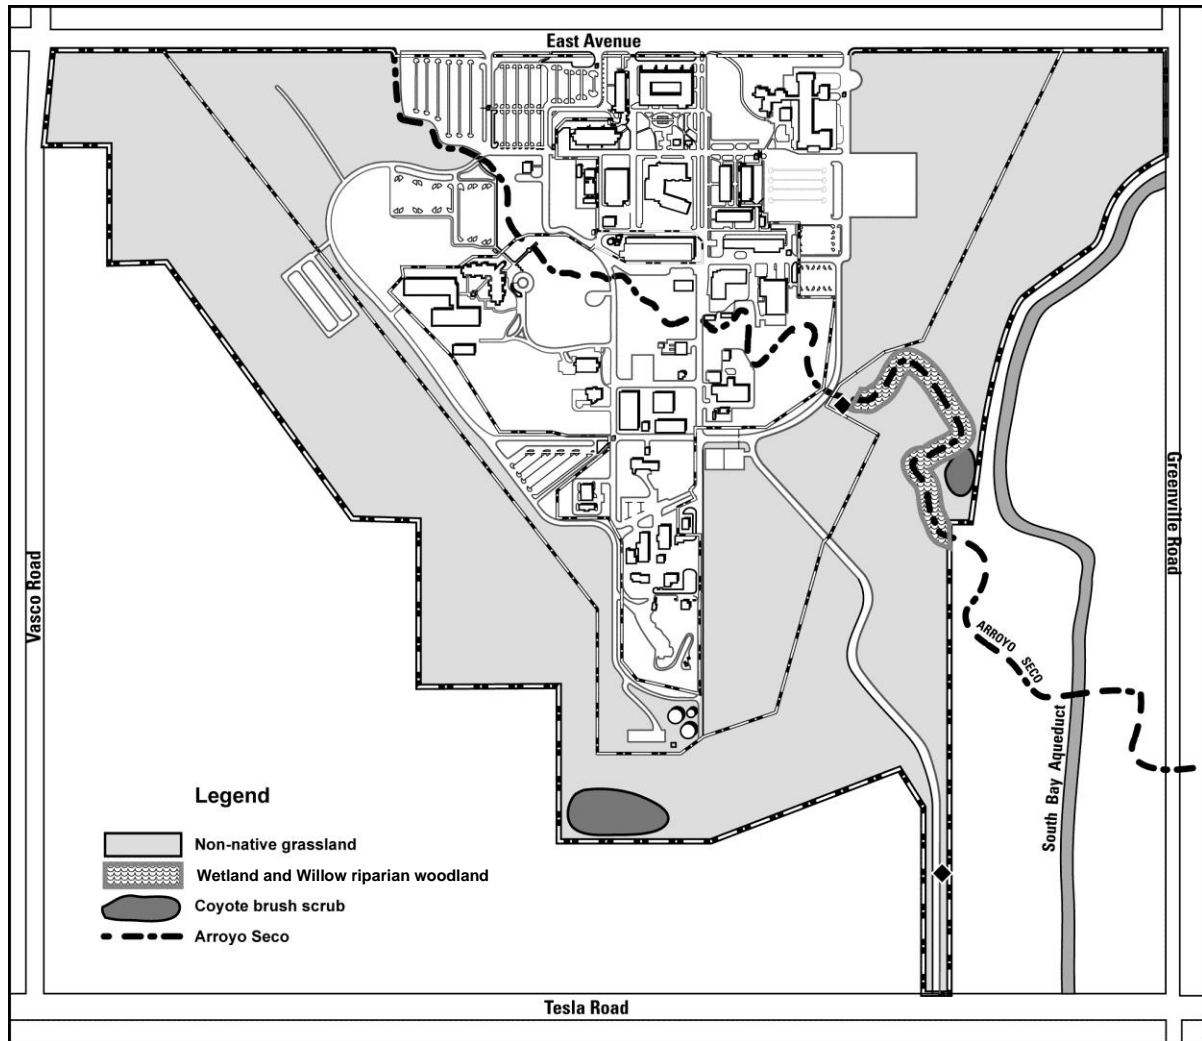 East Avenue
Vasco Road
Greenville Road
ARROYO SECO
South Bay Aqueduct
Legend
Non-native grassland
Wetland and Willow riparian woodland
Coyote brush scrub
Arroyo Seco
Tesla Road